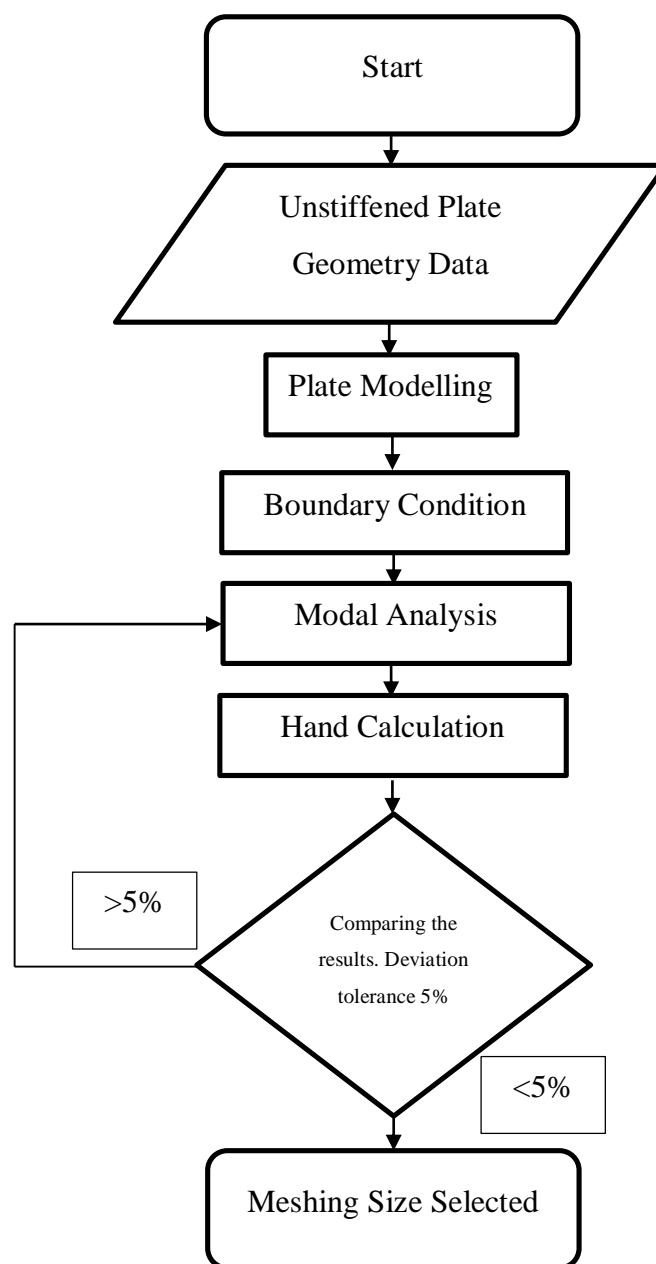 Start
Unstiffened Plate
Geometry Data
Plate Modelling
Boundary Condition
Modal Analysis
Hand Calculation
>5%
Comparing the
results. Deviation
tolerance 5%
<5%
Meshing Size Selected